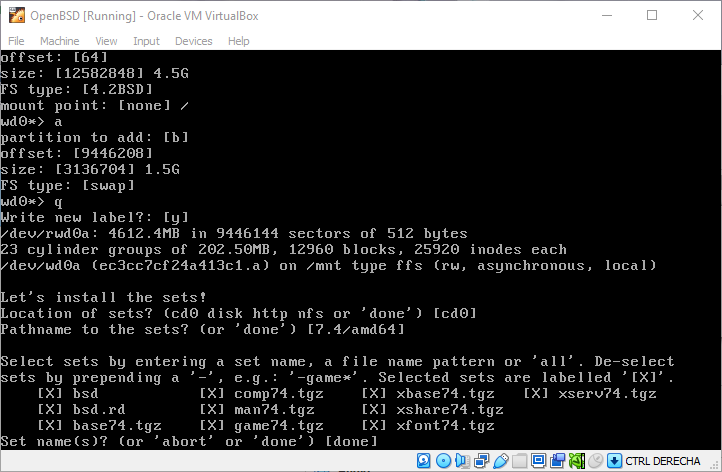 OpenBSD [Running] - Oracle VM VirtualBox
File Machine View Input Devices Help
offset: [64]
size: [12582848] 4.5G
FS type: [4.2BSD]
mount point: [none] /
wd0*> a
partition to add: [b]
offset: [9446208]
size: [3136704] 1.5G
FS type: [swap]
wd0*> q
Write new label?: [y]
/dev/rwd0a: 4612.4MB in 9446144 sectors of 512 bytes
23 cylinder groups of 202.50MB, 12960 blocks, 25920 inodes each
/dev/wd0a (ec3cc7cf24a413c1.a) on /mnt type ffs (rw, asynchronous, local)
Let's install the sets!
Location of sets? (cd0 disk http nfs or 'done') [cd0]
Pathname to the sets? (or 'done') [7.4/amd64]
Select sets by entering a set name, a file name pattern or 'all'. De-select
sets by prepending a '-', e.g.: '-game*'. Selected sets are labelled '[X]'.
[X] bsd [X] comp74.tgz [X] xbase74.tgz [X] xserv74.tgz
[X] bsd.rd [X] man74.tgz [X] xshare74.tgz
[X] base74.tgz [X] game74.tgz [X] xfont74.tgz
Set name(s)? (or 'abort' or 'done') [done]
CTRL DERECHA